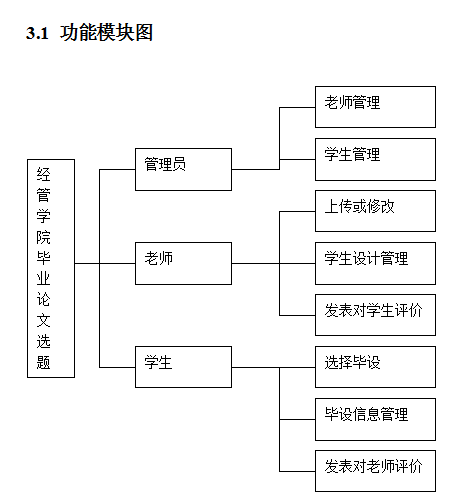 3.1 功能模块图
经管学院毕业论文选题
管理员
老师管理
学生管理
老师
上传或修改
学生设计管理
发表对学生评价
学生
选择毕设
毕设信息管理
发表对老师评价